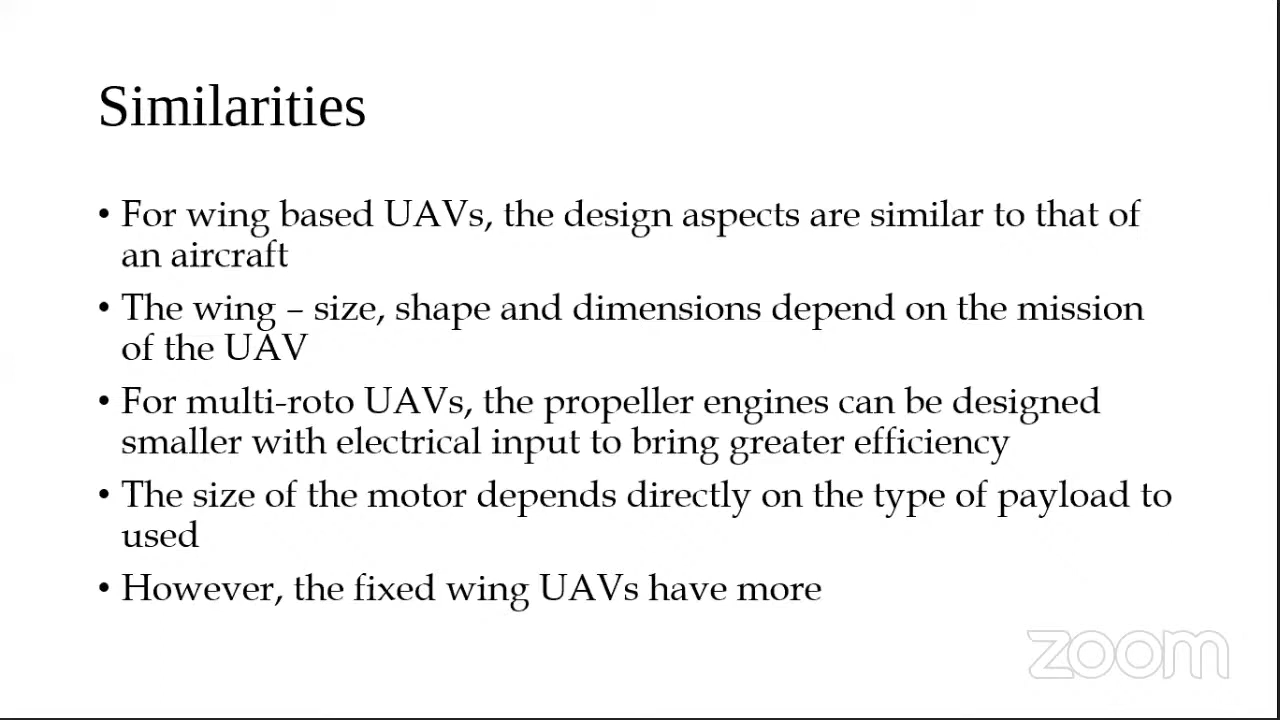 Similarities
• For wing based UAVs, the design aspects are similar to that of
an aircraft
• The wing – size, shape and dimensions depend on the mission
of the UAV
• For multi-roto UAVs, the propeller engines can be designed
smaller with electrical input to bring greater efficiency
• The size of the motor depends directly on the type of payload to
used
• However, the fixed wing UAVs have more
zoom